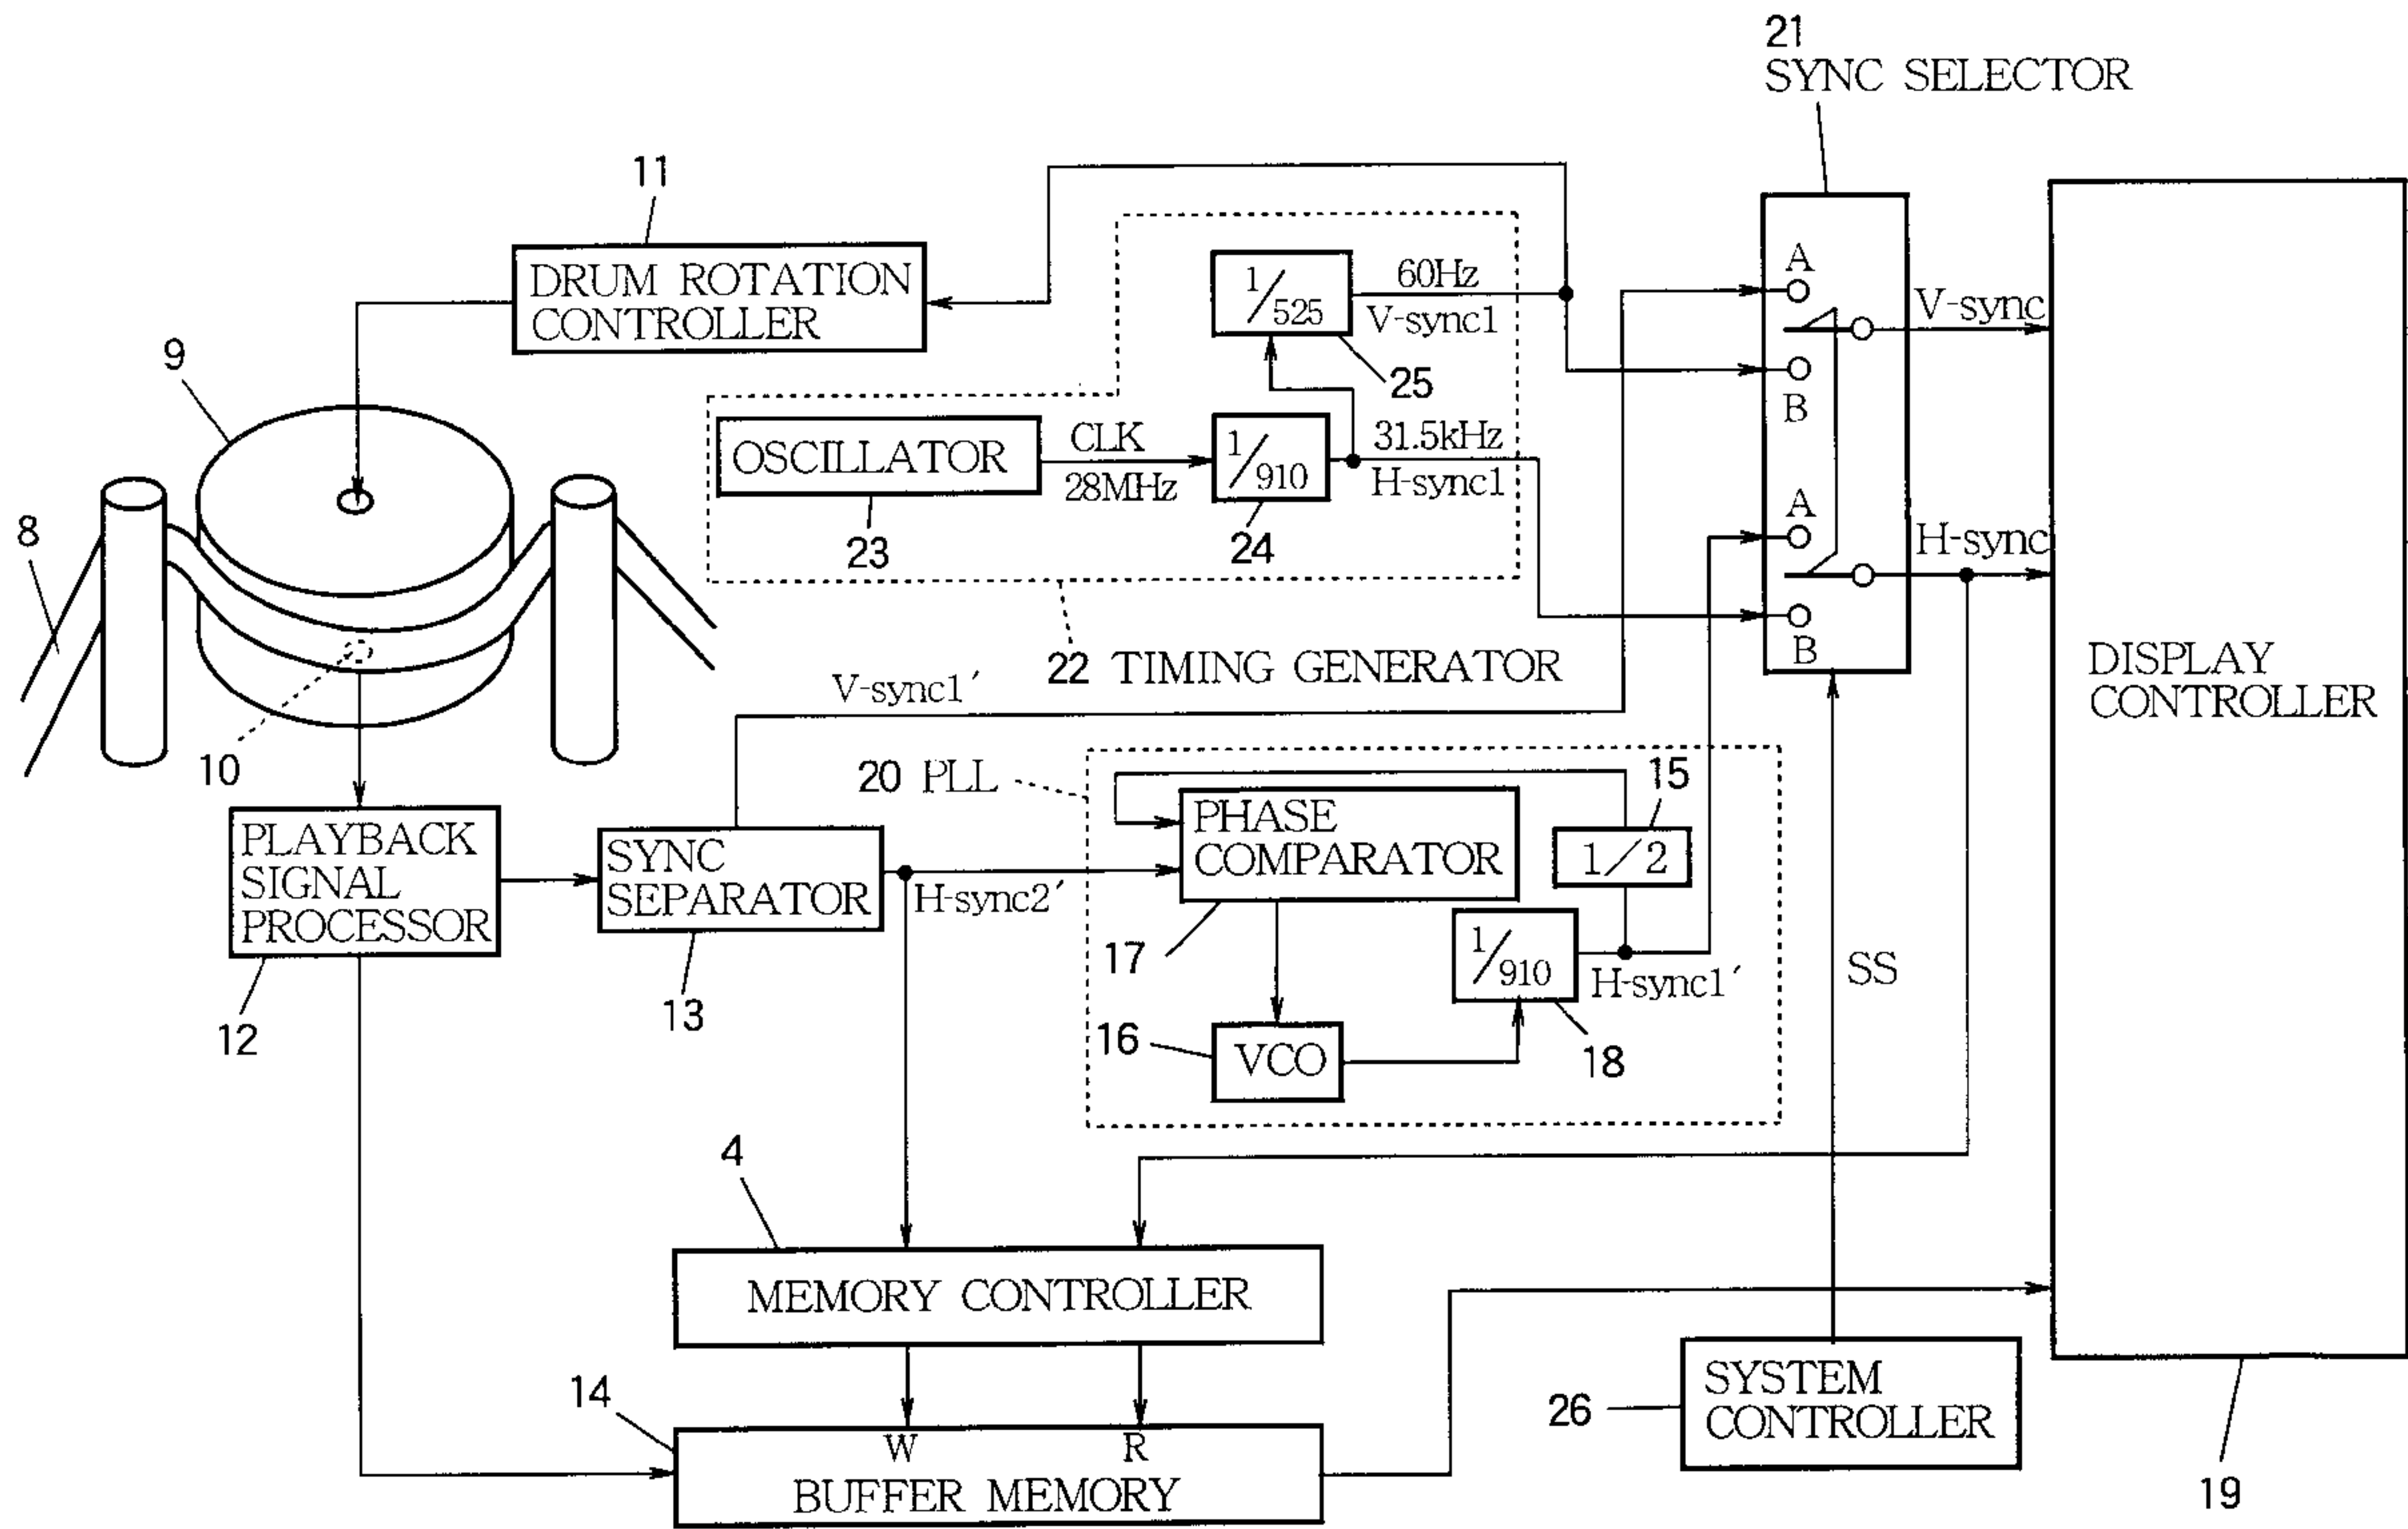 21
SYNC SELECTOR
11
DRUM ROTATION
CONTROLLER
1/525
60Hz
V-sync1
25
A
B
V-sync
9
OSCILLATOR
23
CLK
28MHz
1/910
24
31.5kHz
H-sync1
A
B
H-sync
8
22 TIMING GENERATOR
DISPLAY
CONTROLLER
V-sync1′
10
20 PLL
15
PLAYBACK
SIGNAL
PROCESSOR
12
SYNC
SEPARATOR
13
H-sync2′
PHASE
COMPARATOR
17
1/2
1/910
H-sync1′
18
16
VCO
SS
4
MEMORY CONTROLLER
14
W
R
BUFFER MEMORY
26
SYSTEM
CONTROLLER
19